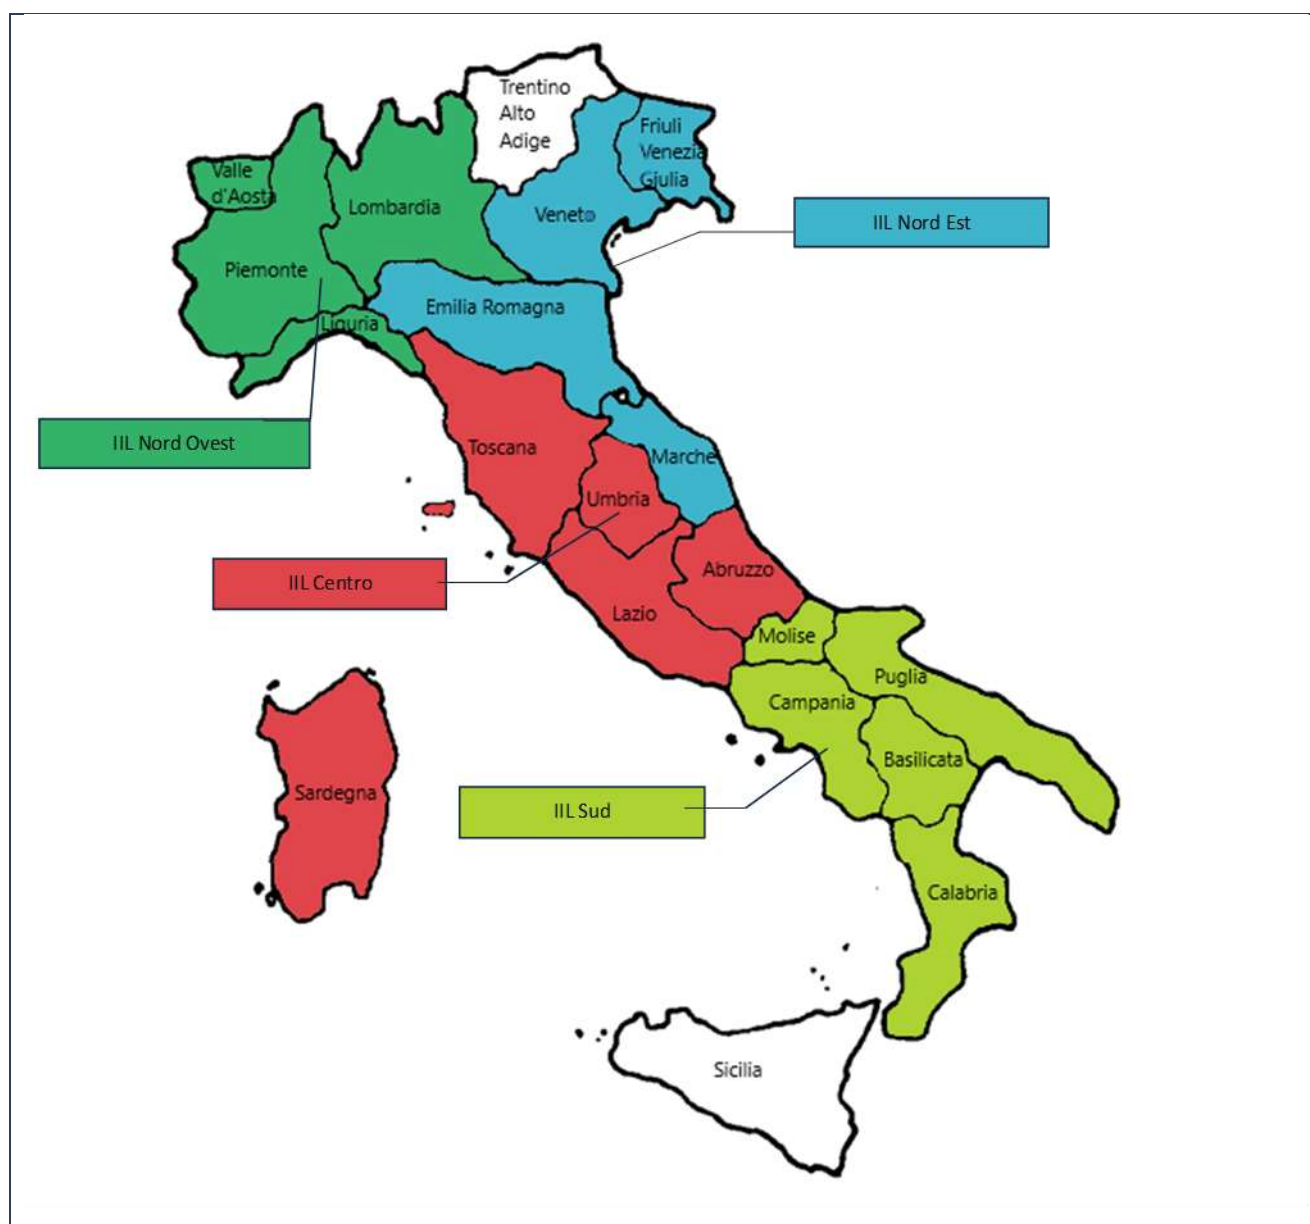 Trentino
Alto
Adige
Friuli
Venezia
Giulia
Valle
d'Aosta
Lombardia
Veneto
IIL Nord Est
Piemonte
Emilia Romagna
Liguria
IIL Nord Ovest
Toscana
Marche
Umbria
IIL Centro
Abruzzo
Lazio
Molise
Puglia
Campania
Basilicata
Sardegna
IIL Sud
Calabria
Sicilia